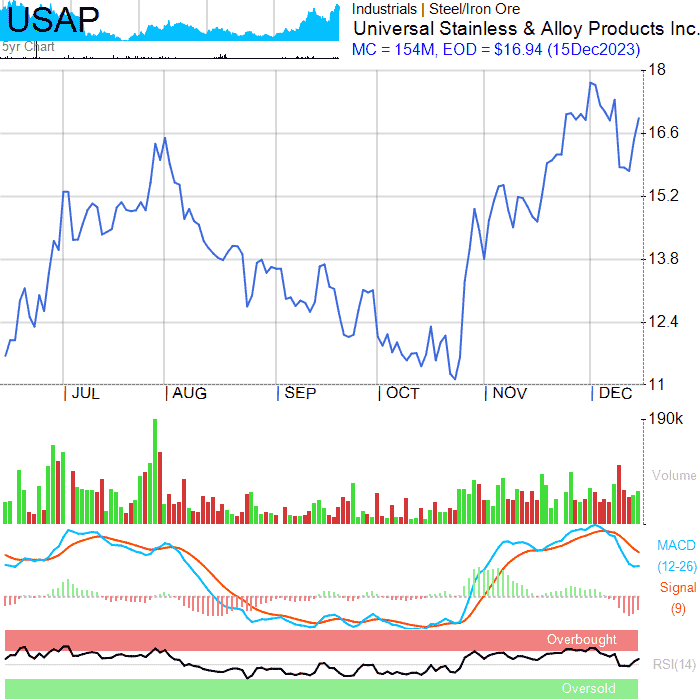 USAP
5yr Chart
Industrials | Steel/Iron Ore
Universal Stainless & Alloy Products Inc.
MC = 154M, EOD = $16.94 (15Dec2023)
18
16.6
15.2
13.8
12.4
11
| JUL | AUG | SEP | OCT | NOV | DEC
190k
Volume
MACD
(12-26)
Signal
(9)
Overbought
RSI(14)
Oversold